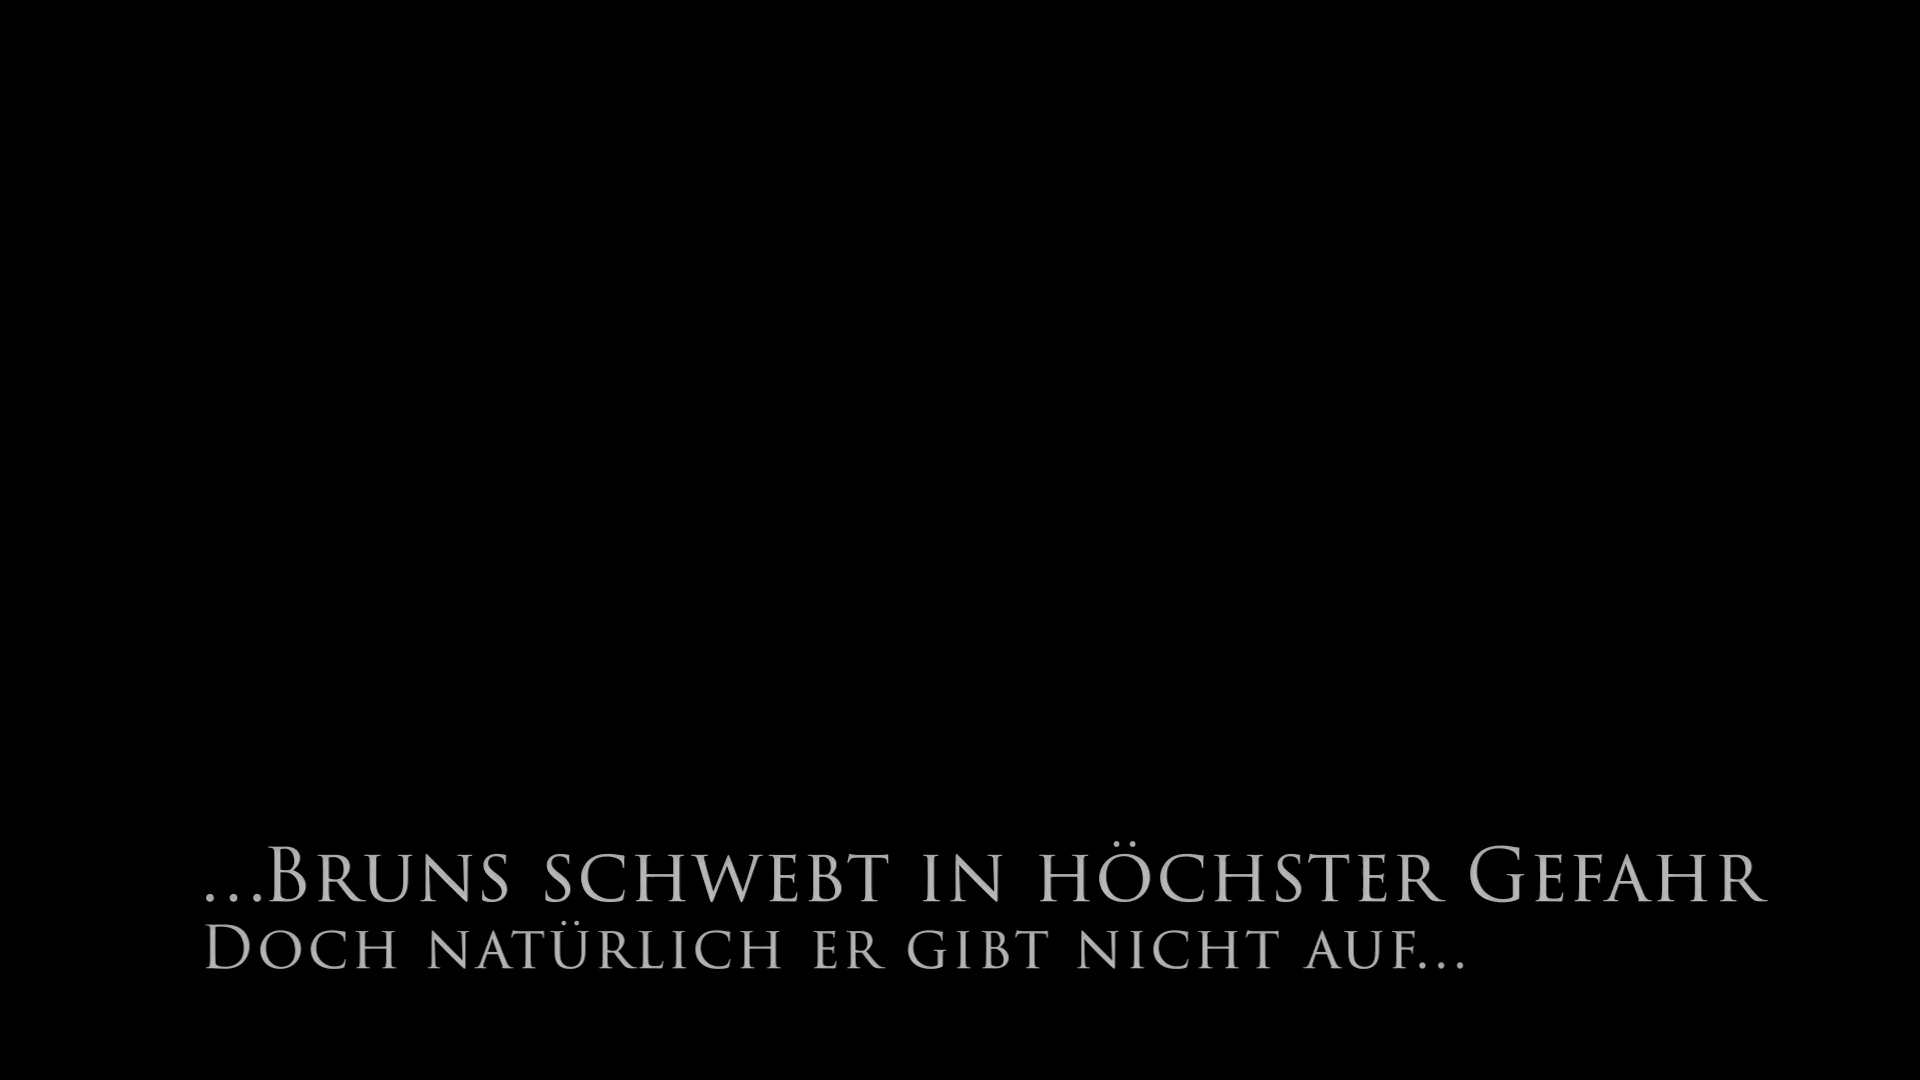 ...Bruns schwebt in höchster Gefahr
Doch natürlich er gibt nicht auf...